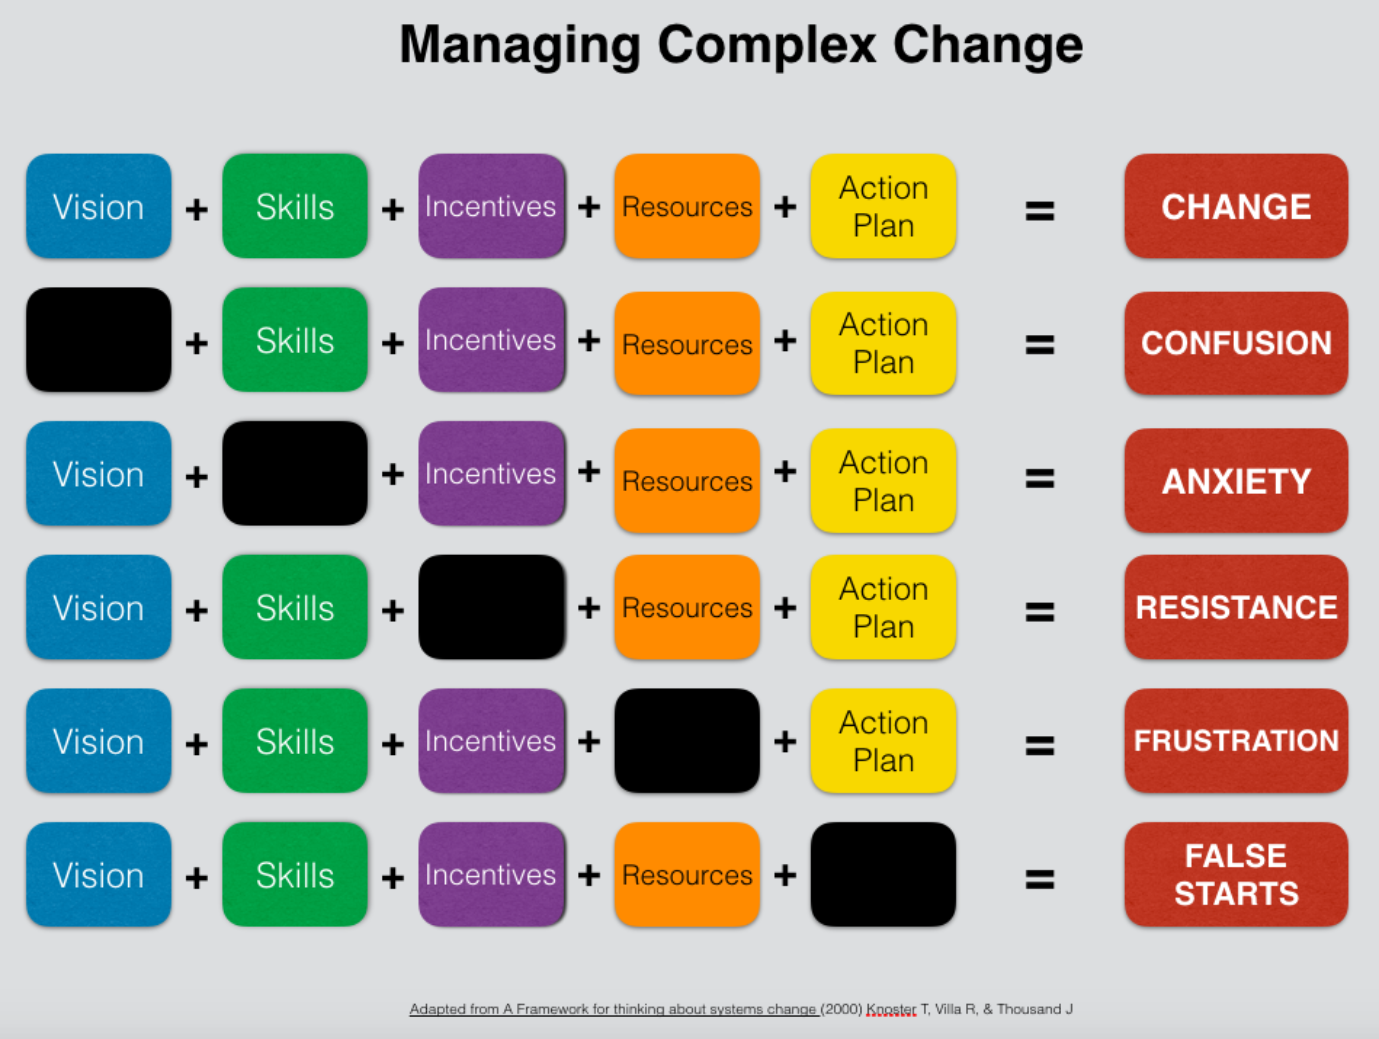 Managing Complex Change
Vision + Skills + Incentives + Resources + Action Plan = CHANGE
+ Skills + Incentives + Resources + Action Plan = CONFUSION
Vision + + Incentives + Resources + Action Plan = ANXIETY
Vision + Skills + + Resources + Action Plan = RESISTANCE
Vision + Skills + Incentives + + Action Plan = FRUSTRATION
Vision + Skills + Incentives + Resources + = FALSE STARTS
Adapted from A Framework for thinking about systems change (2000) Knoster T, Villa R, & Thousand J